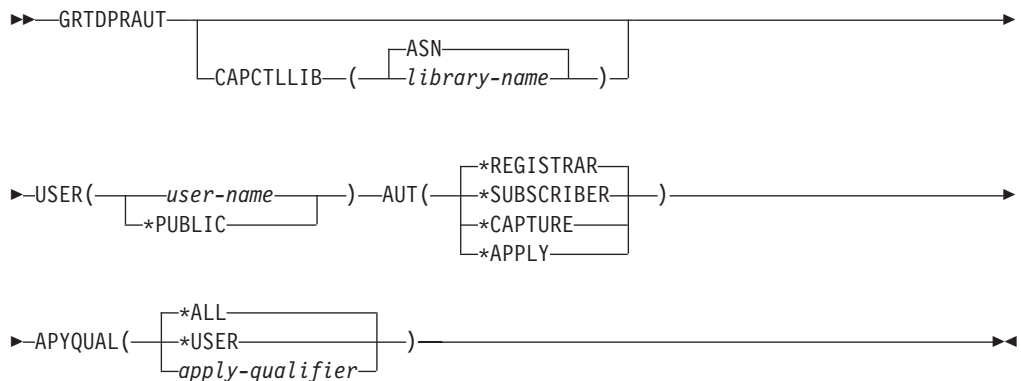 GRTDPRAUT
ASN
CAPCTLLIB ( library-name )
*REGISTRAR
USER( user-name ) AUT( *SUBSCRIBER )
*PUBLIC *CAPTURE
*APPLY
*ALL
APYQUAL( *USER )
apply-qualifier